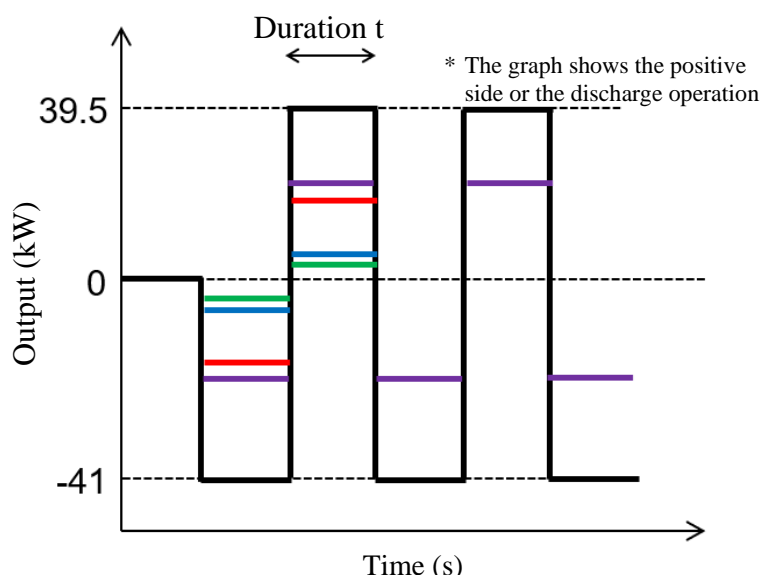 Duration t
* The graph shows the positive
side or the discharge operation
39.5
0
-41
Output (kW)
Time (s)